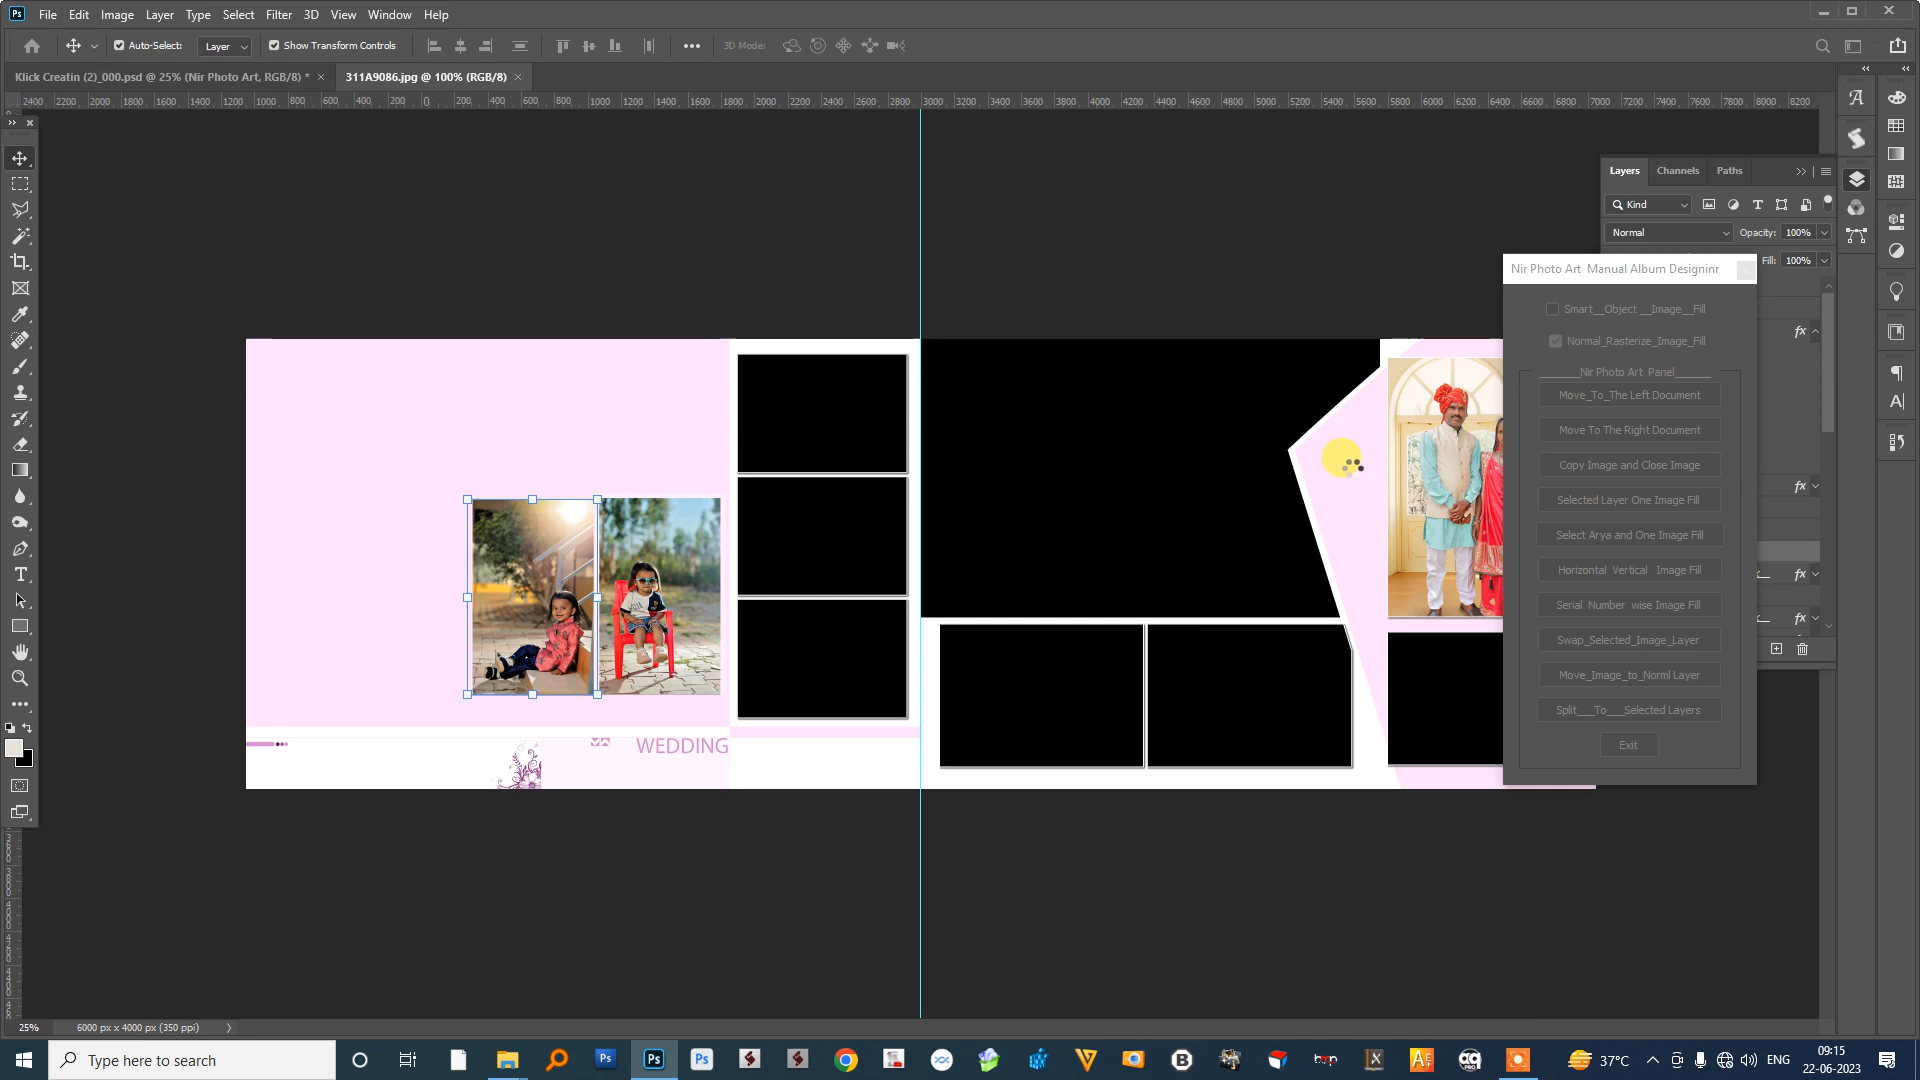 Ps File Edit Image Layer Type Select Filter 3D View Window Help
Auto-Select: Layer Show Transform Controls 3D Mode:
Klick Creatin (2)_000.psd @ 25% (Nir Photo Art, RGB/8) * × 311A9086.jpg @ 100% (RGB/8) ×
2400 2200 2000 1800 1600 1400 1200 1000 800 600 400 200 0 200 400 600 800 1000 1200 1400 1600 1800 2000 2200 2400 2600 2800 3000 3200 3400 3600 3800 4000 4200 4400 4600 4800 5000 5200 5400 5600 5800 6000 6200 6400 6600 6800 7000 7200 7400 7600 7800 8000 8200
Layers Channels Paths
Kind
Normal Opacity: 100%
Fill: 100%
Nir Photo Art Manual Album Designinr
Smart__Object __Image__Fill
Normal_Rasterize_Image_Fill
Nir Photo Art Panel
Move_To_The Left Document
Move To The Right Document
Copy Image and Close Image
Selected Layer One Image Fill
Select Arya and One Image Fill
Horizontal Vertical Image Fill
Serial Number wise Image Fill
Swap_Selected_Image_Layer
Move_Image_to_Norml Layer
Split___To___Selected Layers
Exit
fx
fx
fx
fx
WEDDING
25% 6000 px x 4000 px (350 ppi)
Type here to search
37°C ENG
09:15
22-06-2023